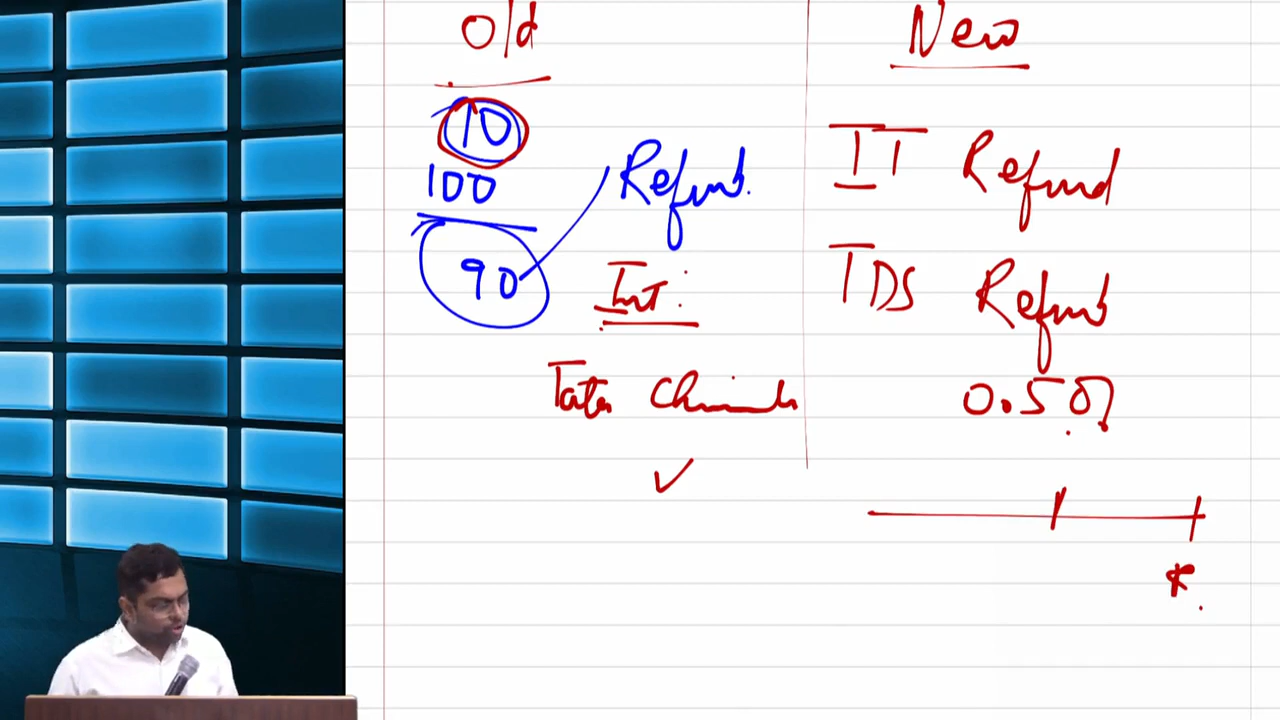 Old
10
100
90
Refund.
Int:
Tata Chemicals
New
IT Refund
TDS Refund
0.5%